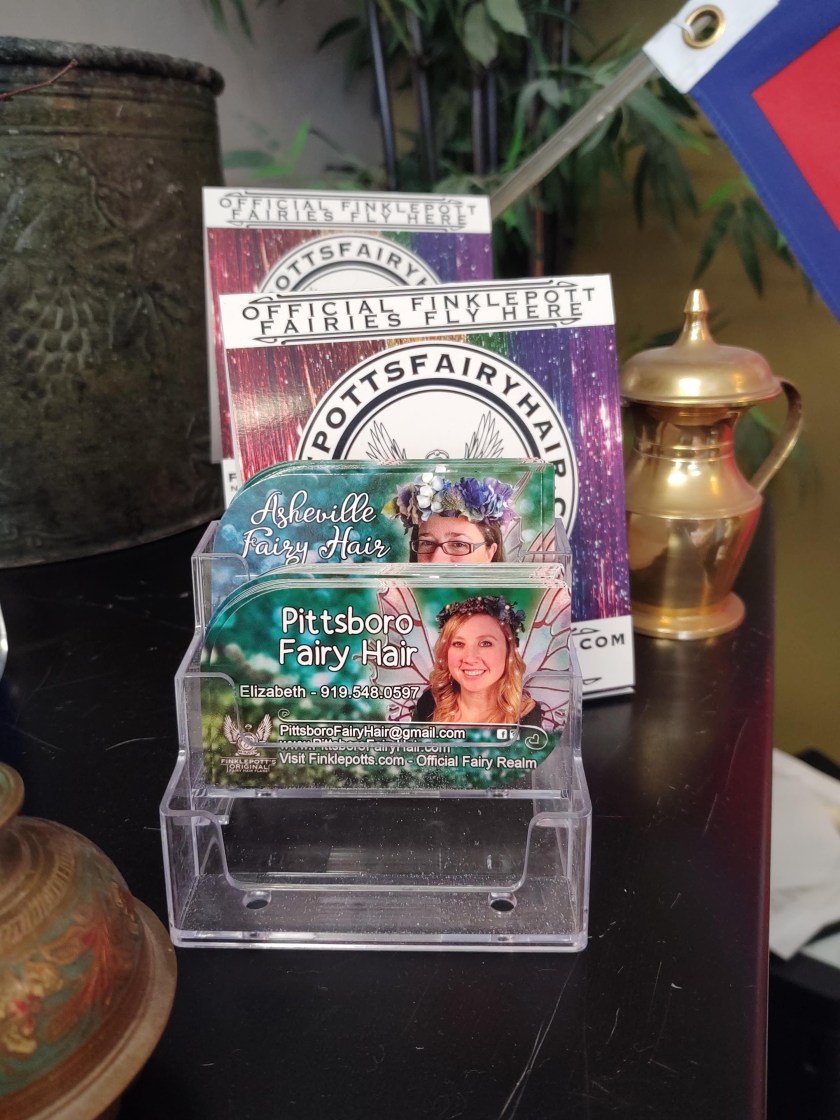 OFFICIAL FINKLEPOTT
FAIRIES FLY HERE
OTTSFAIRYH
OFFICIAL FINKLEPOTT
FAIRIES FLY HERE
POTTSFAIRYHAIR.C
COM
Asheville
Fairy Hair
Pittsboro
Fairy Hair
Elizabeth - 919.548.0597
PittsboroFairyHair@gmail.com
www.PittsboroFairyHair.com
Visit Finklepotts.com - Official Fairy Realm
FINKLEPOTT'S
ORIGINAL